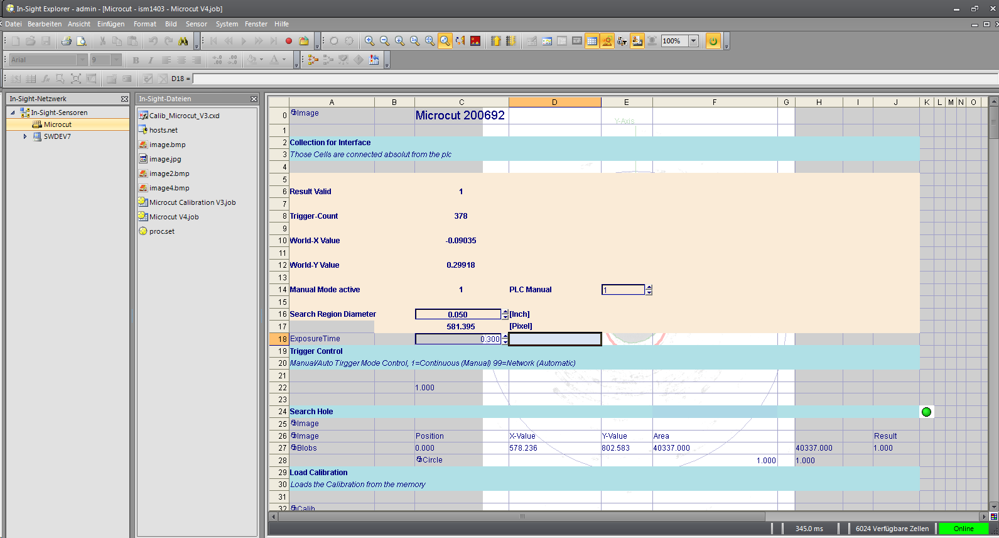 In-Sight Explorer - admin - [Microcut - ism1403 - Microcut V4.job]
Datei Bearbeiten Ansicht Einfügen Format Bild Sensor System Fenster Hilfe
100%
Arial 9
B I A
D18 =
In-Sight-Netzwerk
In-Sight-Sensoren
Microcut
SWDEV7
In-Sight-Dateien
Calib_Microcut_V3.cxd
hosts.net
image.bmp
image.jpg
image2.bmp
image4.bmp
Microcut Calibration V3.job
Microcut V4.job
proc.set
A B C D E F G H I J K L M N O
0 Image Microcut 200692
Y-Axis
1
2 Collection for Interface
3 Those Cells are connected absolut from the plc
4
5
6 Result Valid 1
7
8 Trigger-Count 378
9
10 World-X Value -0.09035
11
12 World-Y Value 0.29918
13
14 Manual Mode active 1 PLC Manual 1
15
16 Search Region Diameter 0.050 [Inch]
17 581.395 [Pixel]
18 ExposureTime 0.300
19 Trigger Control
20 Manual/Auto Tirgger Mode Control, 1=Continuous (Manual) 99=Network (Automatic)
21
22 1.000
23
24 Search Hole
25 Image
26 Image Position X-Value Y-Value Area Result
27 Blobs 0.000 578.236 802.583 40337.000 40337.000 1.000
28 Circle 1.000 1.000
29 Load Calibration
30 Loads the Calibration from the memory
31
32 Calib
345.0 ms 6024 Verfügbare Zellen Online